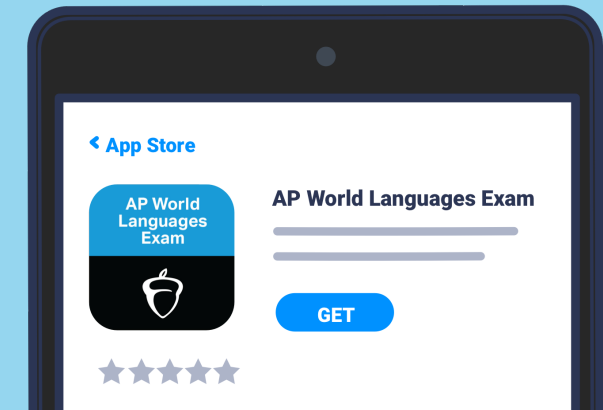 App Store
AP World
Languages
Exam
AP World Languages Exam
GET